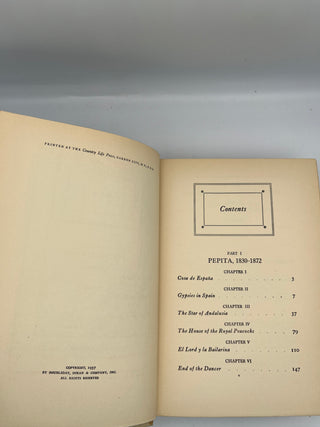 PRINTED AT THE Country Life Press, GARDEN CITY, N. Y., U. S. A.
COPYRIGHT, 1937
BY DOUBLEDAY, DORAN & COMPANY, INC.
ALL RIGHTS RESERVED
Contents
PART I
PEPITA, 1830-1872
CHAPTER I
Casa de España . . . . . . . 3
CHAPTER II
Gypsies in Spain . . . . . . . 7
CHAPTER III
The Star of Andalusia . . . . . . 37
CHAPTER IV
The House of the Royal Peacocks . . . 79
CHAPTER V
El Lord y la Bailarina . . . . . . 110
CHAPTER VI
End of the Dancer . . . . . . 147